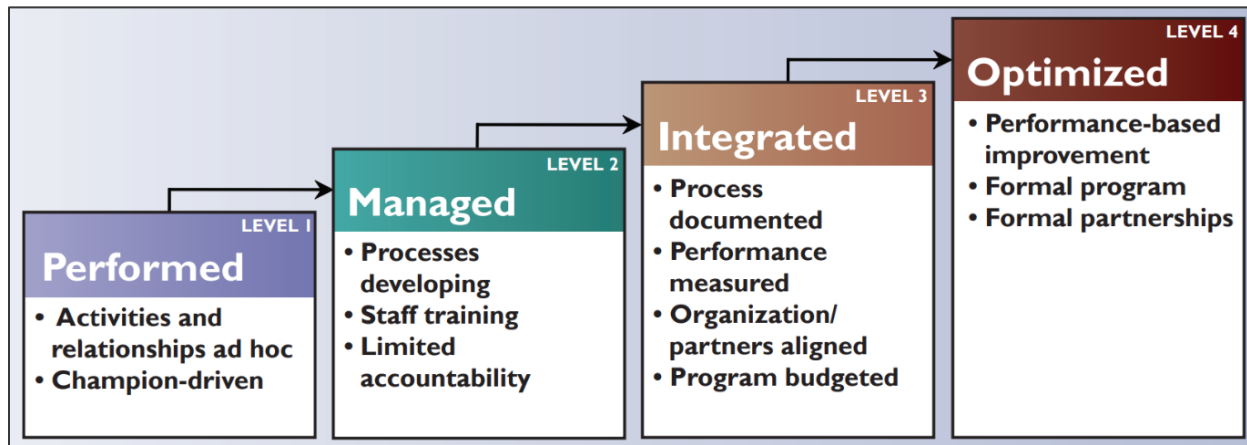 LEVEL 1
Performed
• Activities and
relationships ad hoc
• Champion-driven
LEVEL 2
Managed
• Processes
developing
• Staff training
• Limited
accountability
LEVEL 3
Integrated
• Process
documented
• Performance
measured
• Organization/
partners aligned
• Program budgeted
LEVEL 4
Optimized
• Performance-based
improvement
• Formal program
• Formal partnerships